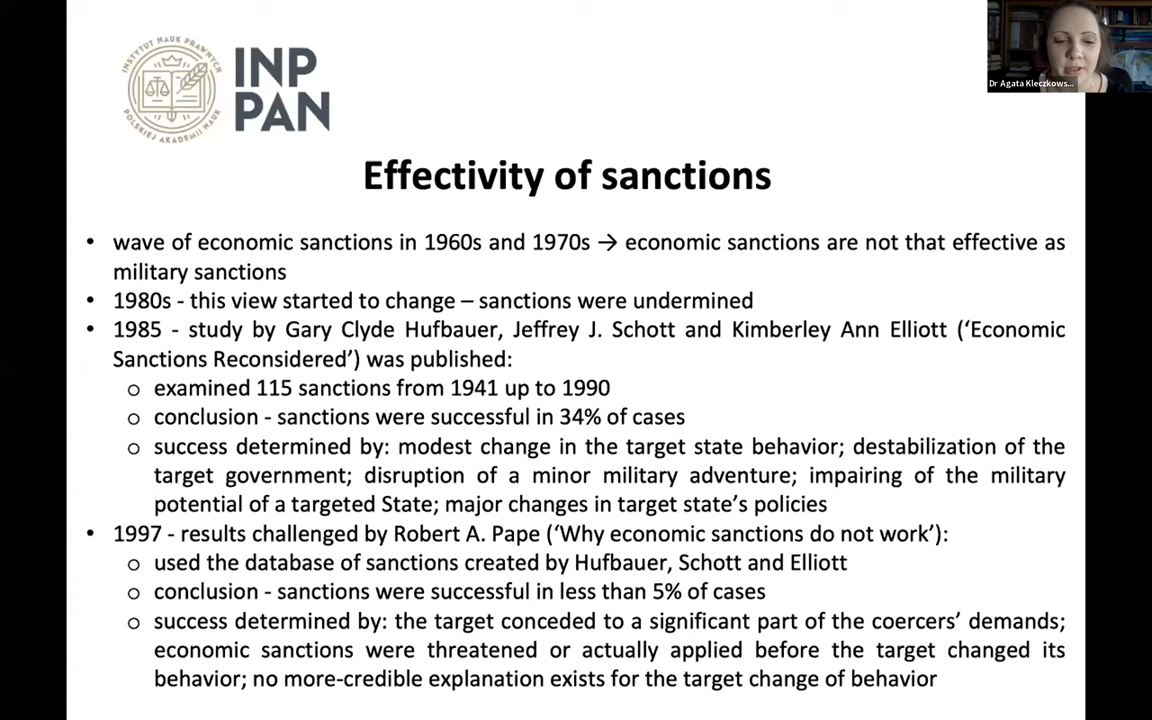 INSTYTUT NAUK PRAWNYCH
POLSKIEJ AKADEMII NAUK
INP
PAN
Dr Agata Kleczkows...
Effectivity of sanctions
• wave of economic sanctions in 1960s and 1970s → economic sanctions are not that effective as
military sanctions
• 1980s - this view started to change – sanctions were undermined
• 1985 - study by Gary Clyde Hufbauer, Jeffrey J. Schott and Kimberley Ann Elliott (‘Economic
Sanctions Reconsidered’) was published:
o examined 115 sanctions from 1941 up to 1990
o conclusion - sanctions were successful in 34% of cases
o success determined by: modest change in the target state behavior; destabilization of the
target government; disruption of a minor military adventure; impairing of the military
potential of a targeted State; major changes in target state’s policies
• 1997 - results challenged by Robert A. Pape (‘Why economic sanctions do not work’):
o used the database of sanctions created by Hufbauer, Schott and Elliott
o conclusion - sanctions were successful in less than 5% of cases
o success determined by: the target conceded to a significant part of the coercers’ demands;
economic sanctions were threatened or actually applied before the target changed its
behavior; no more-credible explanation exists for the target change of behavior